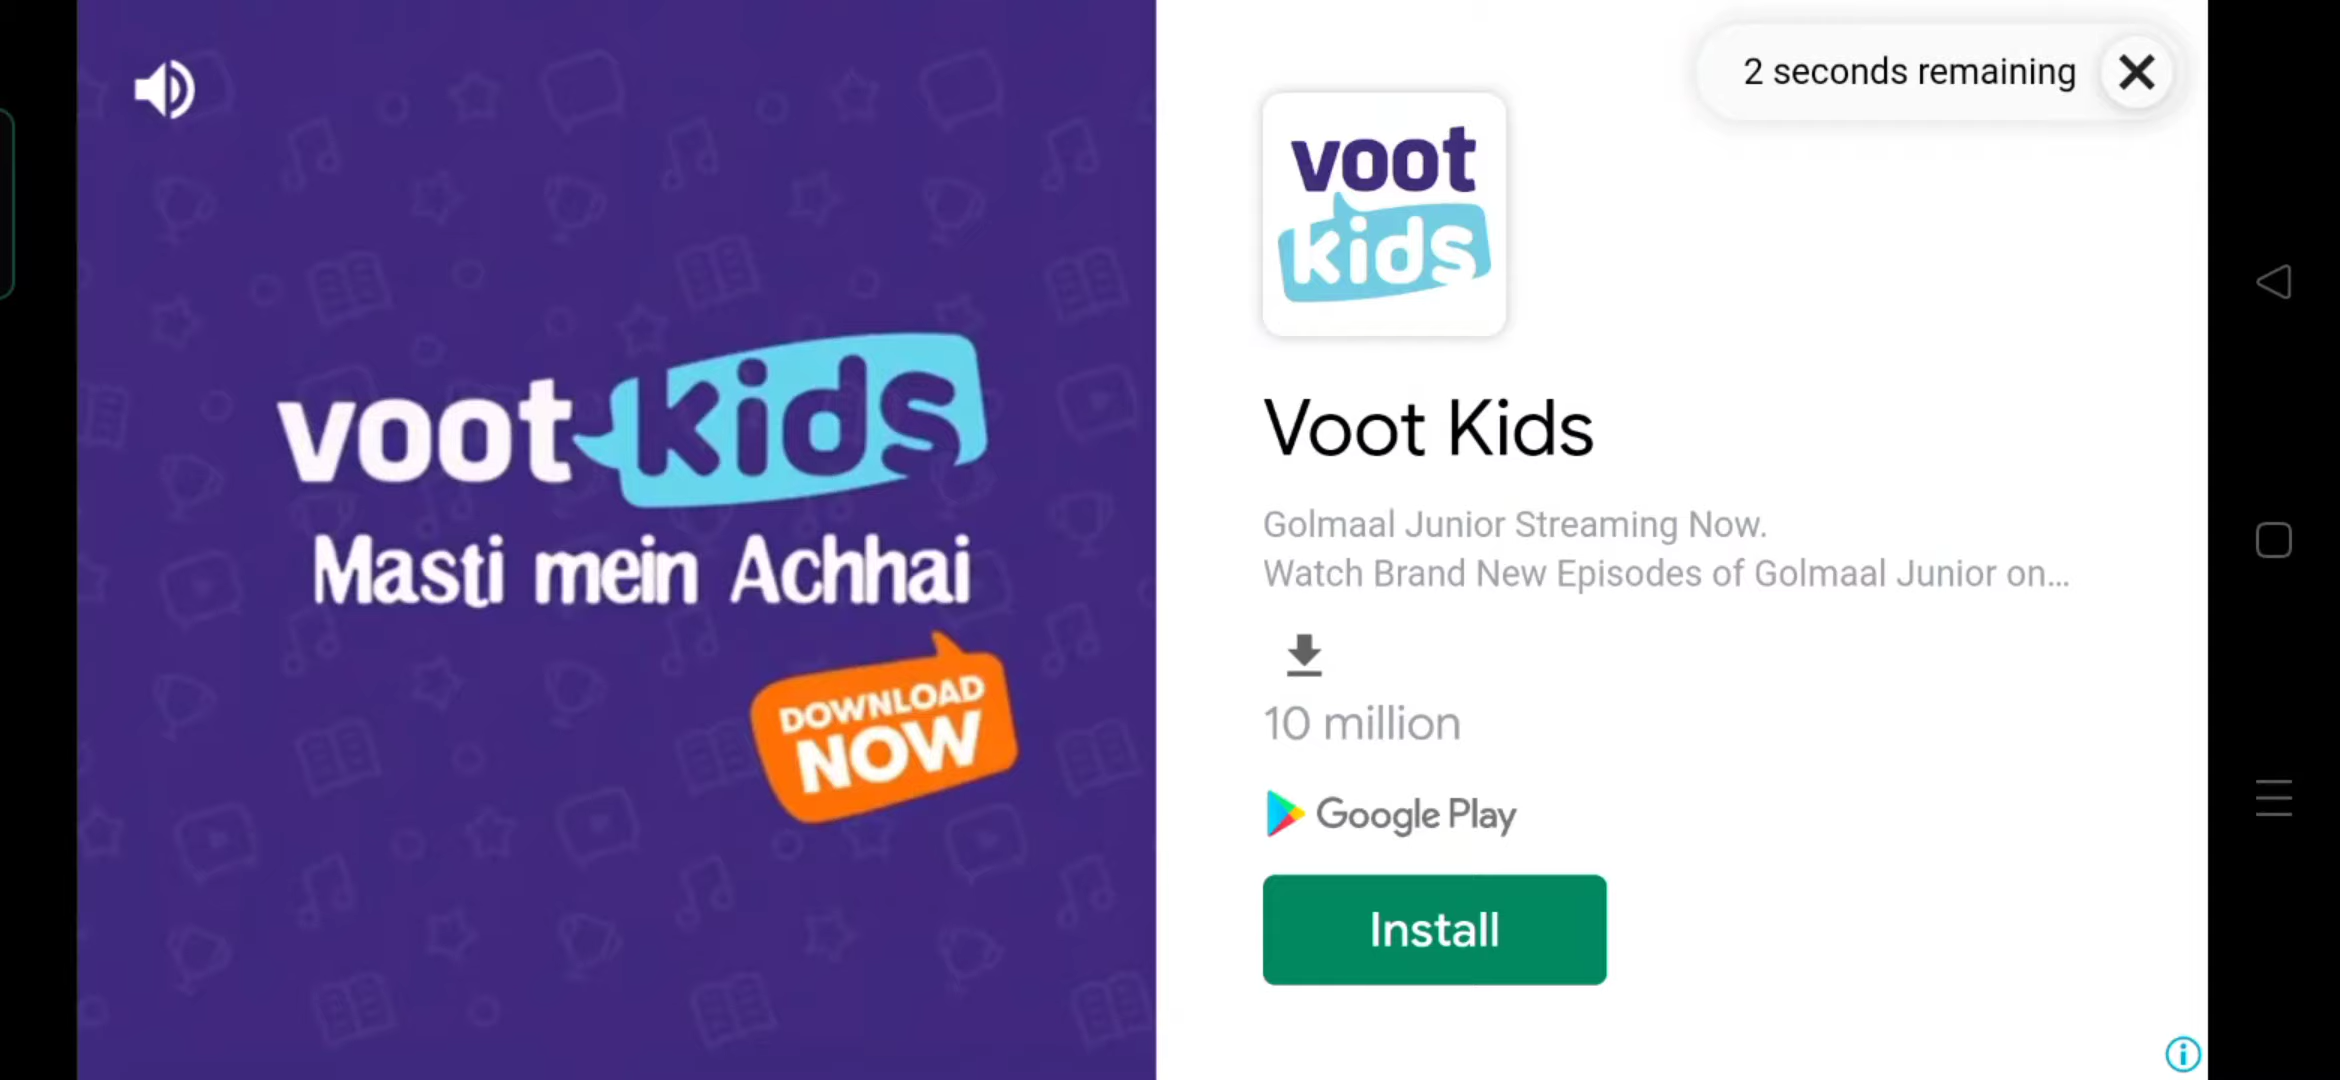 voot kids
Masti mein Achhai
DOWNLOAD
NOW
2 seconds remaining
voot
kids
Voot Kids
Golmaal Junior Streaming Now.
Watch Brand New Episodes of Golmaal Junior on...
10 million
Google Play
Install